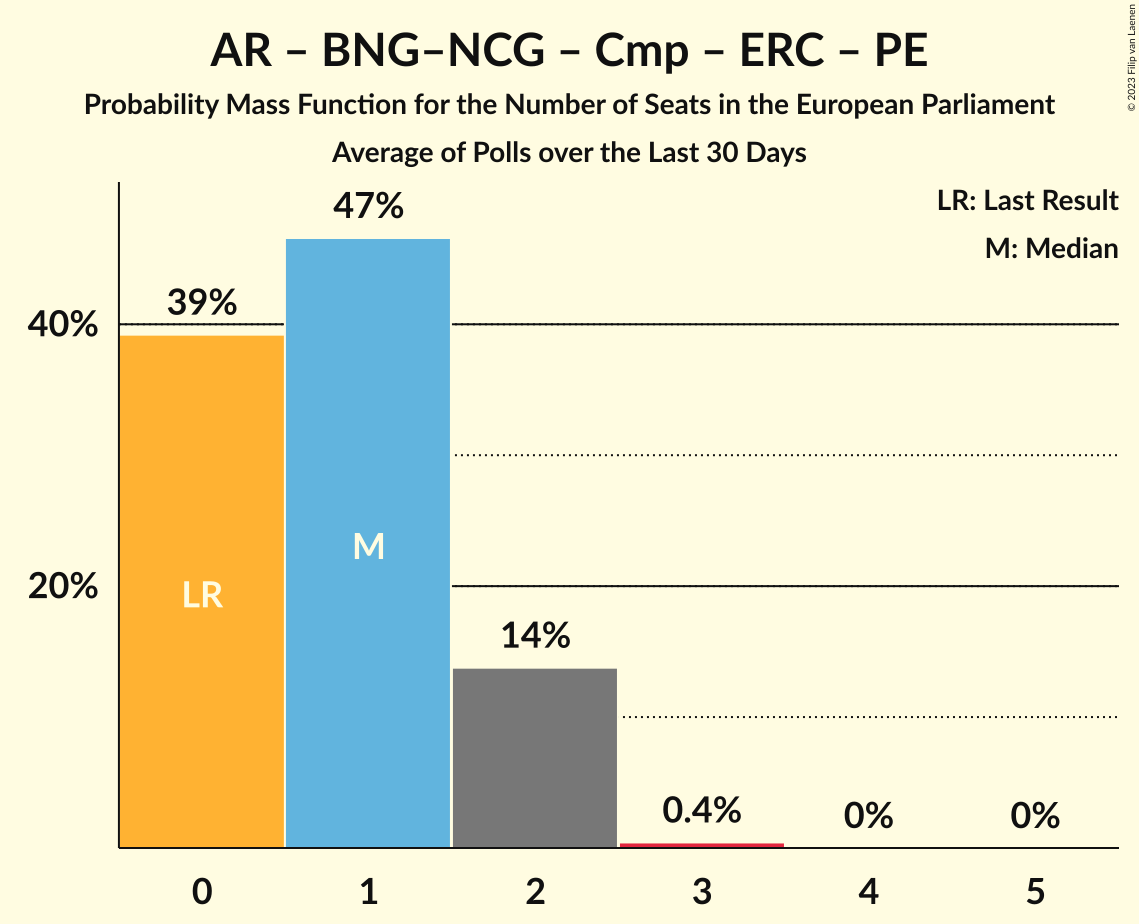 AR – BNG–NCG – Cmp – ERC – PE
Probability Mass Function for the Number of Seats in the European Parliament
Average of Polls over the Last 30 Days
© 2023 Filip van Laenen
LR: Last Result
M: Median
47%
39%
40%
M
LR
20%
14%
0.4%
0%
0%
0
1
2
3
4
5